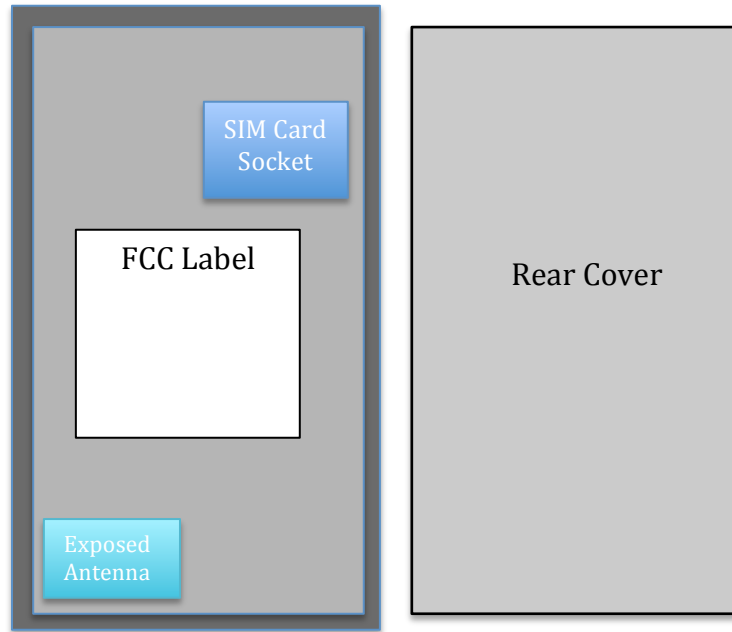 SIM Card
Socket
FCC Label
Rear Cover
Exposed
Antenna